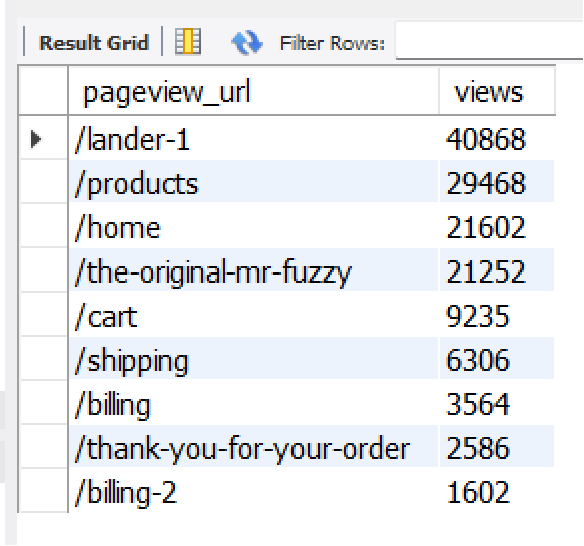 Result Grid Filter Rows:
pageview_url views
/lander-1 40868
/products 29468
/home 21602
/the-original-mr-fuzzy 21252
/cart 9235
/shipping 6306
/billing 3564
/thank-you-for-your-order 2586
/billing-2 1602